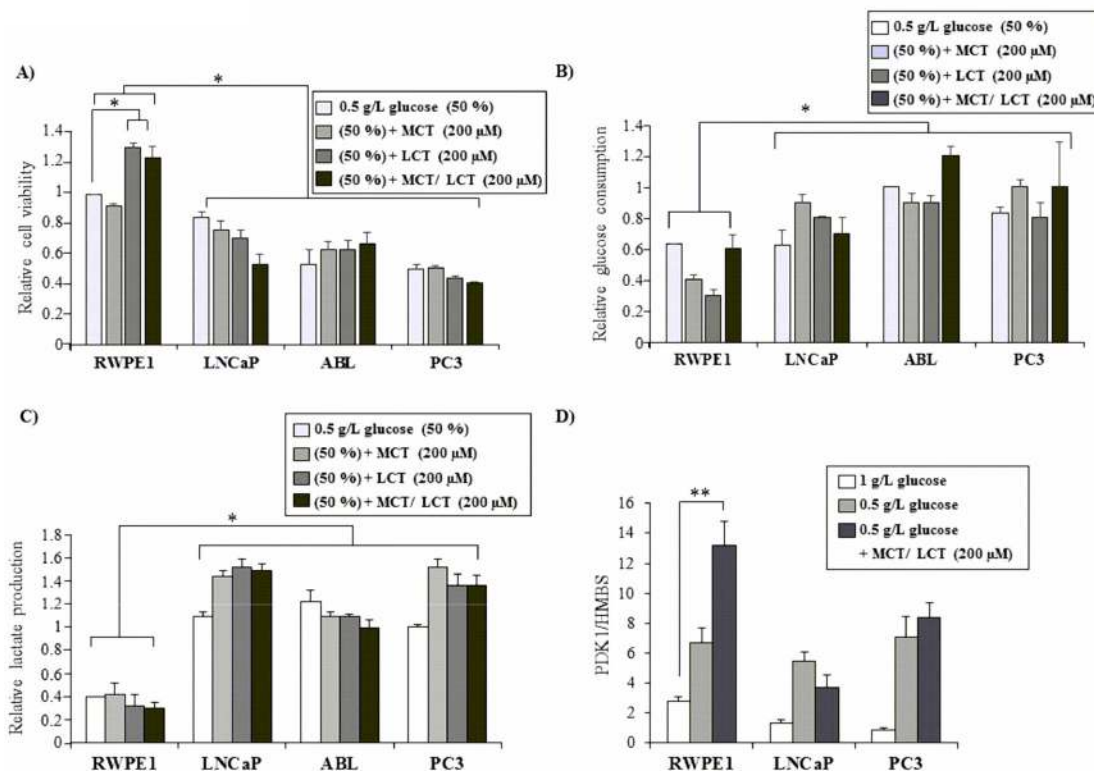 A)
*
*
0.5 g/L glucose (50 %)
(50 %) + MCT (200 μM)
(50 %) + LCT (200 μM)
(50 %) + MCT/ LCT (200 μM)
Relative cell viability
1.4
1.2
1
0.8
0.6
0.4
0.2
0
RWPE1 LNCaP ABL PC3
B)
0.5 g/L glucose (50 %)
(50 %) + MCT (200 μM)
(50 %) + LCT (200 μM)
(50 %) + MCT/ LCT (200 μM)
*
Relative glucose consumption
1.4
1.2
1
0.8
0.6
0.4
0.2
0
RWPE1 LNCaP ABL PC3
C)
0.5 g/L glucose (50 %)
(50 %) + MCT (200 μM)
(50 %) + LCT (200 μM)
(50 %) + MCT/ LCT (200 μM)
*
Relative lactate production
1.8
1.6
1.4
1.2
1
0.8
0.6
0.4
0.2
0
RWPE1 LNCaP ABL PC3
D)
1 g/L glucose
0.5 g/L glucose
0.5 g/L glucose
+ MCT/ LCT (200 μM)
**
PDK1/HMBS
16
14
12
10
8
6
4
2
0
RWPE1 LNCaP PC3